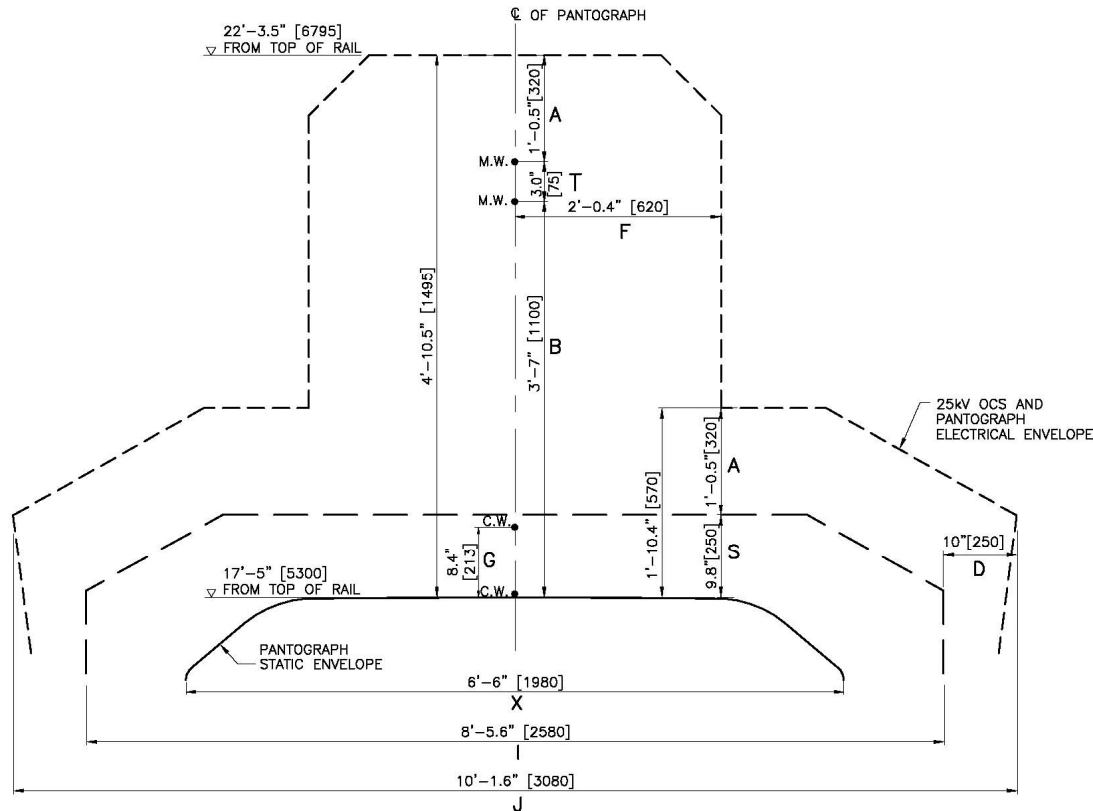 ℄ OF PANTOGRAPH
22'-3.5" [6795]
FROM TOP OF RAIL
1'-0.5"[320]
A
M.W.
3.0"
[75]
T
M.W.
2'-0.4" [620]
F
4'-10.5" [1495]
3'-7" [1100]
B
25kV OCS AND
PANTOGRAPH
ELECTRICAL ENVELOPE
1'-10.4" [570]
1'-0.5"[320]
A
C.W.
8.4"
[213]
G
9.8"[250]
S
10"[250]
D
17'-5" [5300]
FROM TOP OF RAIL
C.W.
PANTOGRAPH
STATIC ENVELOPE
6'-6" [1980]
X
8'-5.6" [2580]
I
10'-1.6" [3080]
J